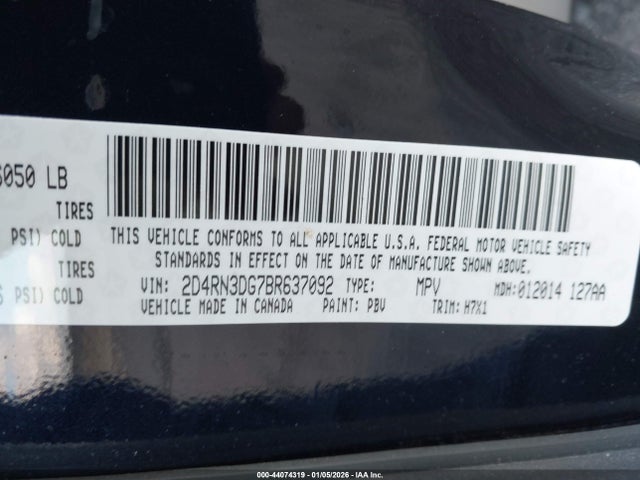 6050 LB
TIRES
PSI) COLD
TIRES
PSI) COLD
THIS VEHICLE CONFORMS TO ALL APPLICABLE U.S.A. FEDERAL MOTOR VEHICLE SAFETY
STANDARDS IN EFFECT ON THE DATE OF MANUFACTURE SHOWN ABOVE.
VIN: 2D4RN3DG7BR637092 TYPE: MPV MDH:012014 127AA
VEHICLE MADE IN CANADA PAINT: PBV TRIM: H7X1
000-44074319 | 01/05/2026 - IAA Inc.